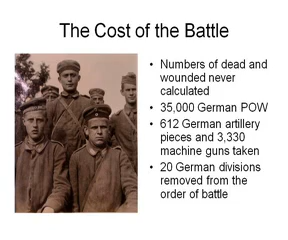 The Cost of the Battle
• Numbers of dead and
wounded never
calculated
• 35,000 German POW
• 612 German artillery
pieces and 3,330
machine guns taken
• 20 German divisions
removed from the
order of battle